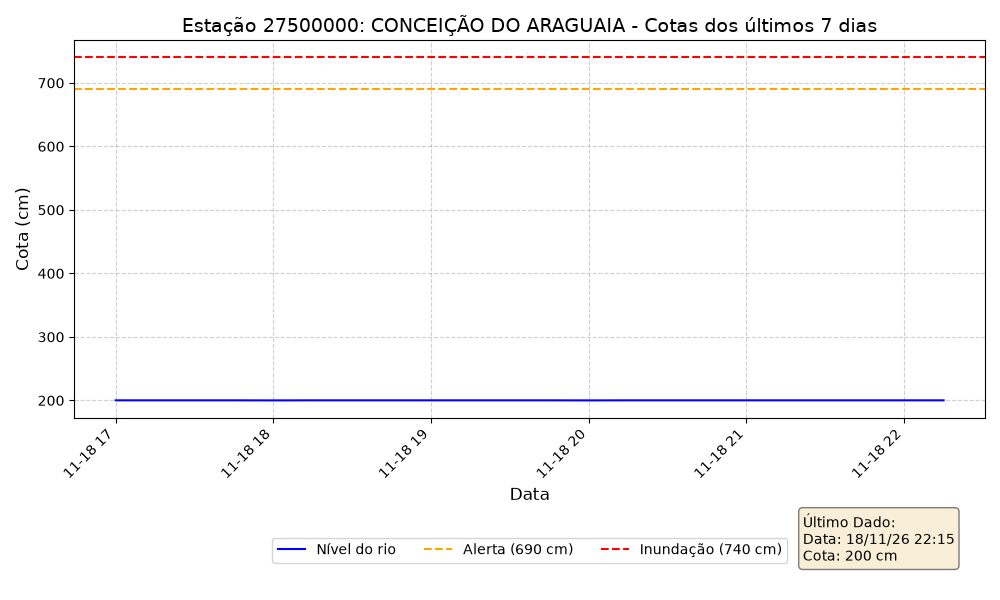 Estação 27500000: CONCEIÇÃO DO ARAGUAIA - Cotas dos últimos 7 dias
Cota (cm)
700
600
500
400
300
200
11-18 17
11-18 18
11-18 19
11-18 20
11-18 21
11-18 22
Data
Nível do rio
Alerta (690 cm)
Inundação (740 cm)
Último Dado:
Data: 18/11/26 22:15
Cota: 200 cm